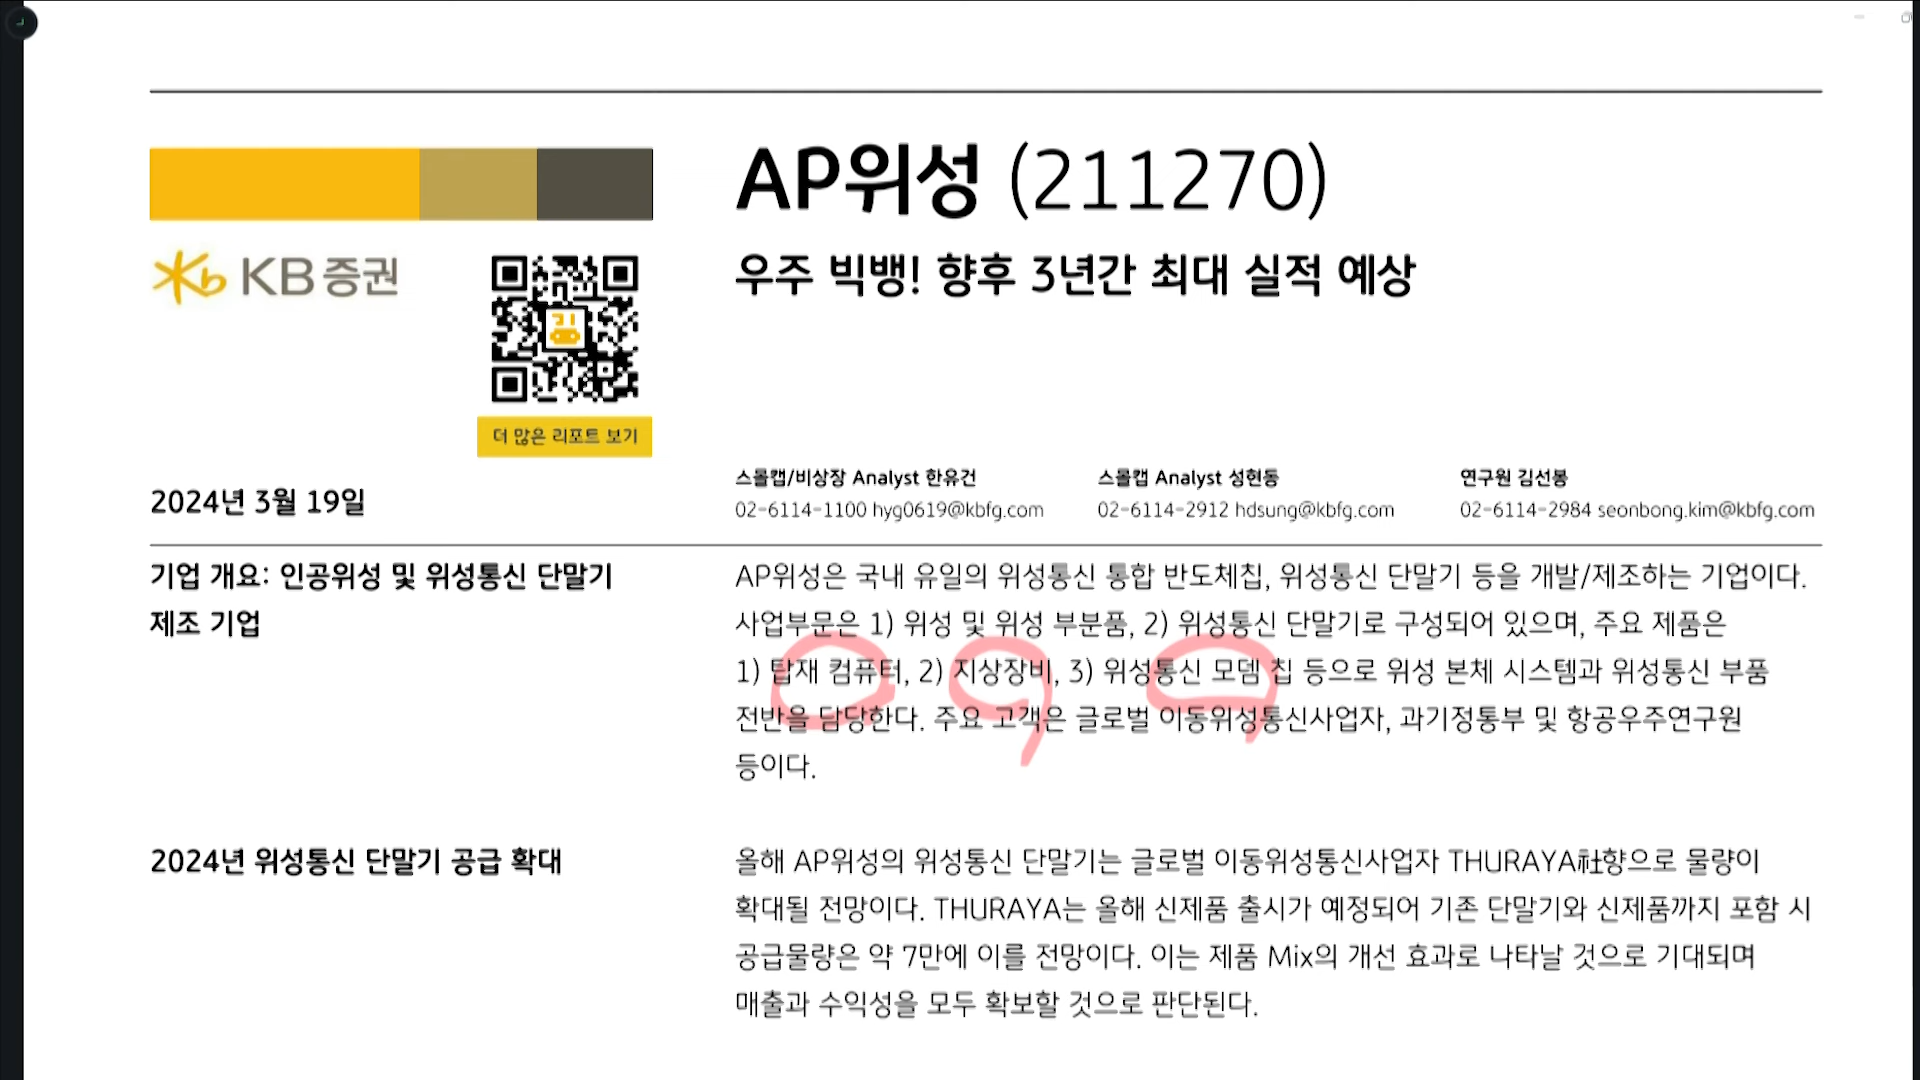 AP위성 (211270)
KB 증권
우주 빅뱅! 향후 3년간 최대 실적 예상
더 많은 리포트 보기
2024년 3월 19일
스몰캡/비상장 Analyst 한유건
02-6114-1100 hyg0619@kbfg.com
스몰캡 Analyst 성현동
02-6114-2912 hdsung@kbfg.com
연구원 김선봉
02-6114-2984 seonbong.kim@kbfg.com
기업 개요: 인공위성 및 위성통신 단말기
제조 기업
AP위성은 국내 유일의 위성통신 통합 반도체칩, 위성통신 단말기 등을 개발/제조하는 기업이다.
사업부문은 1) 위성 및 위성 부분품, 2) 위성통신 단말기로 구성되어 있으며, 주요 제품은
1) 탑재 컴퓨터, 2) 지상장비, 3) 위성통신 모뎀 칩 등으로 위성 본체 시스템과 위성통신 부품
전반을 담당한다. 주요 고객은 글로벌 이동위성통신사업자, 과기정통부 및 항공우주연구원
등이다.
2024년 위성통신 단말기 공급 확대
올해 AP위성의 위성통신 단말기는 글로벌 이동위성통신사업자 THURAYA社향으로 물량이
확대될 전망이다. THURAYA는 올해 신제품 출시가 예정되어 기존 단말기와 신제품까지 포함 시
공급물량은 약 7만에 이를 전망이다. 이는 제품 Mix의 개선 효과로 나타날 것으로 기대되며
매출과 수익성을 모두 확보할 것으로 판단된다.